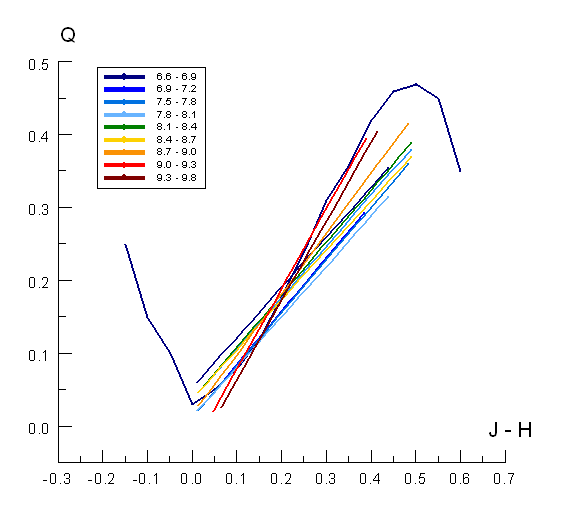 Q
0.5
6.6 - 6.9
6.9 - 7.2
7.5 - 7.8
7.8 - 8.1
8.1 - 8.4
8.4 - 8.7
8.7 - 9.0
9.0 - 9.3
9.3 - 9.8
0.4
0.3
0.2
0.1
0.0
J - H
-0.3 -0.2 -0.1 0.0 0.1 0.2 0.3 0.4 0.5 0.6 0.7